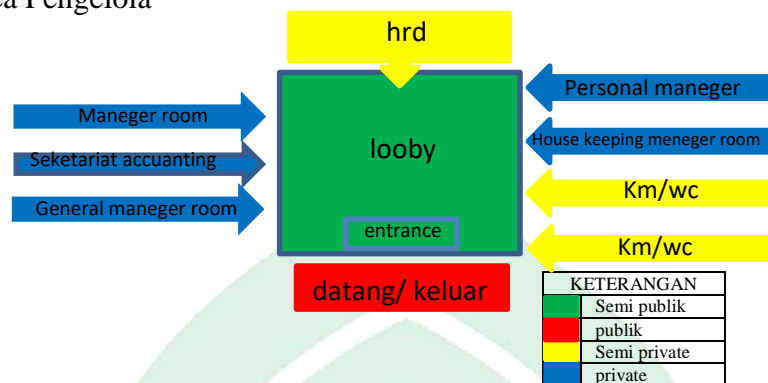 Pengelola
hrd
Maneger room
Seketariat accuanting
General maneger room
looby
entrance
Personal maneger
House keeping meneger room
Km/wc
Km/wc
datang/ keluar
KETERANGAN
Semi publik
publik
Semi private
private